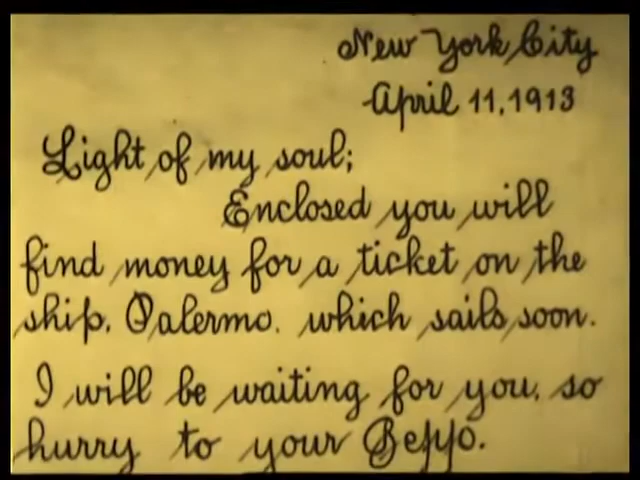 New York City
April 11, 1913
Light of my soul;
Enclosed you will
find money for a ticket on the
ship, Palermo, which sails soon.
I will be waiting for you, so
hurry to your Beppo.